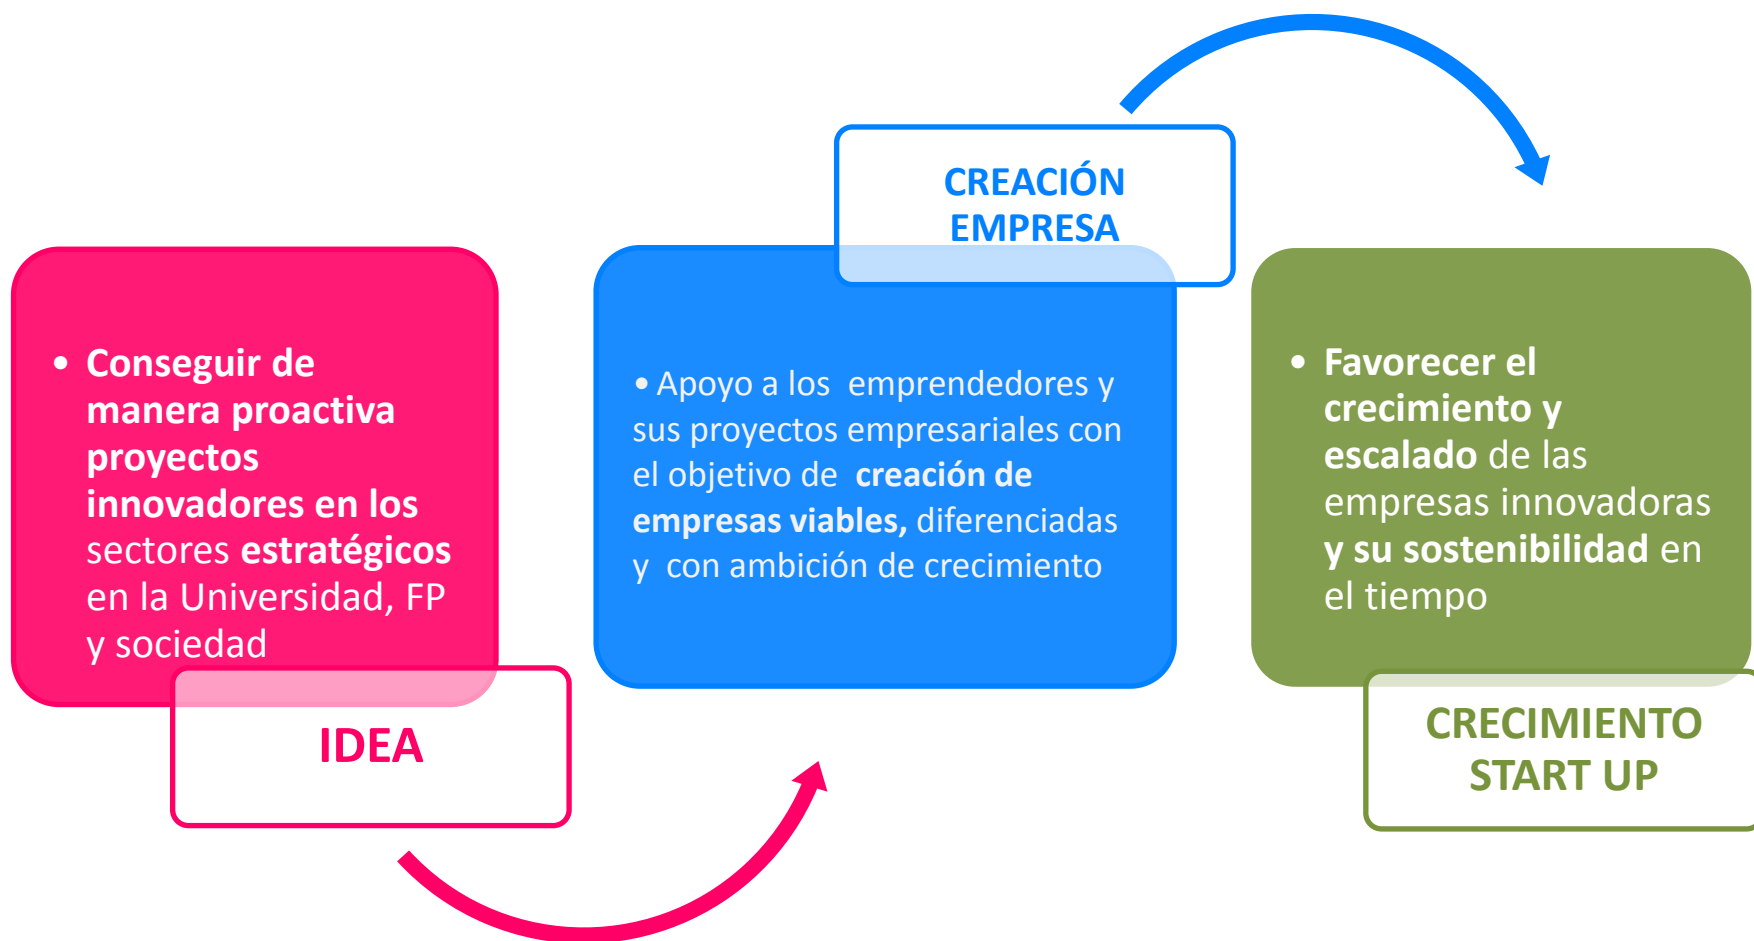 • Conseguir de
manera proactiva
proyectos
innovadores en los
sectores estratégicos
en la Universidad, FP
y sociedad
IDEA
CREACIÓN
EMPRESA
• Apoyo a los emprendedores y
sus proyectos empresariales con
el objetivo de creación de
empresas viables, diferenciadas
y con ambición de crecimiento
• Favorecer el
crecimiento y
escalado de las
empresas innovadoras
y su sostenibilidad en
el tiempo
CRECIMIENTO
START UP